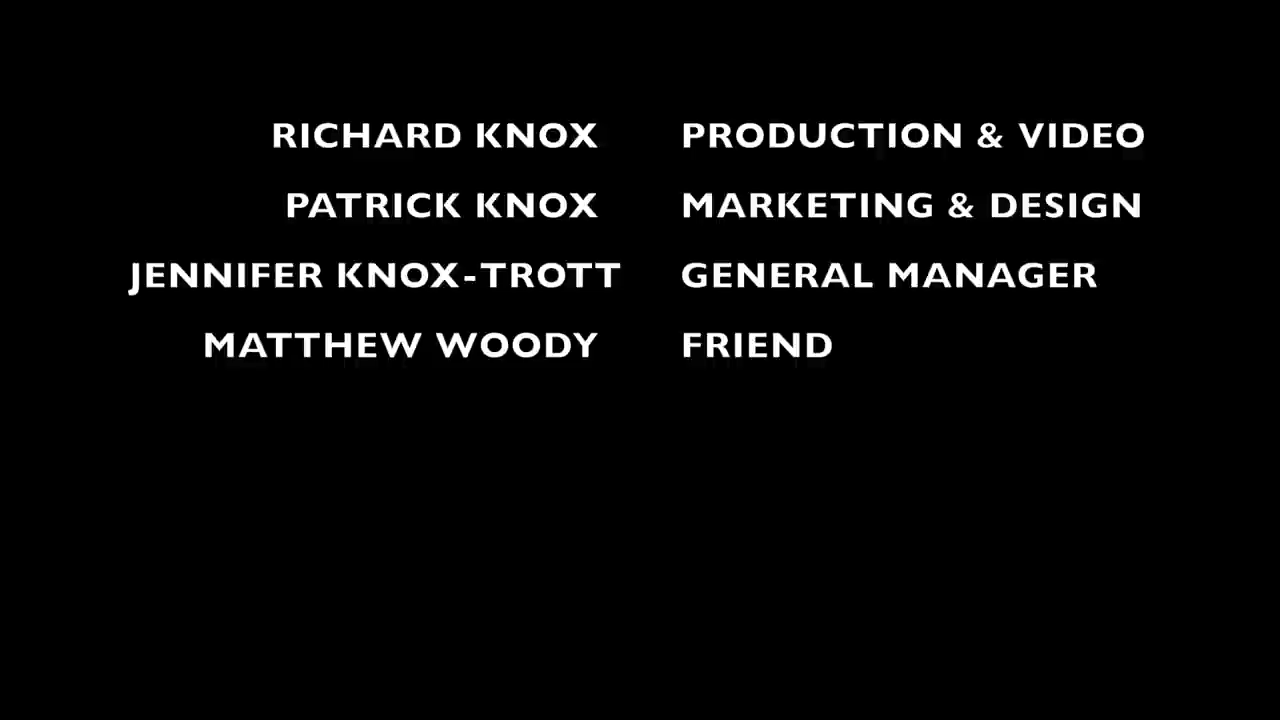 RICHARD KNOX PRODUCTION & VIDEO
PATRICK KNOX MARKETING & DESIGN
JENNIFER KNOX-TROTT GENERAL MANAGER
MATTHEW WOODY FRIEND